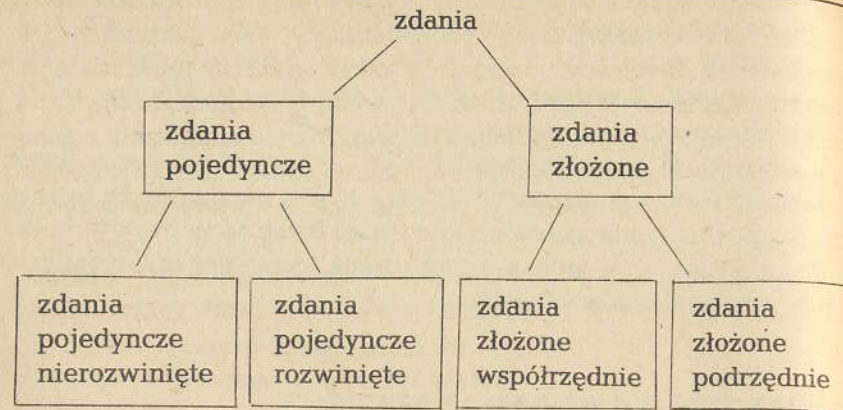 zdania
zdania
pojedyncze
zdania
złożone
zdania
pojedyncze
nierozwinięte
zdania
pojedyncze
rozwinięte
zdania
złożone
współrzędnie
zdania
złożone
podrzędnie